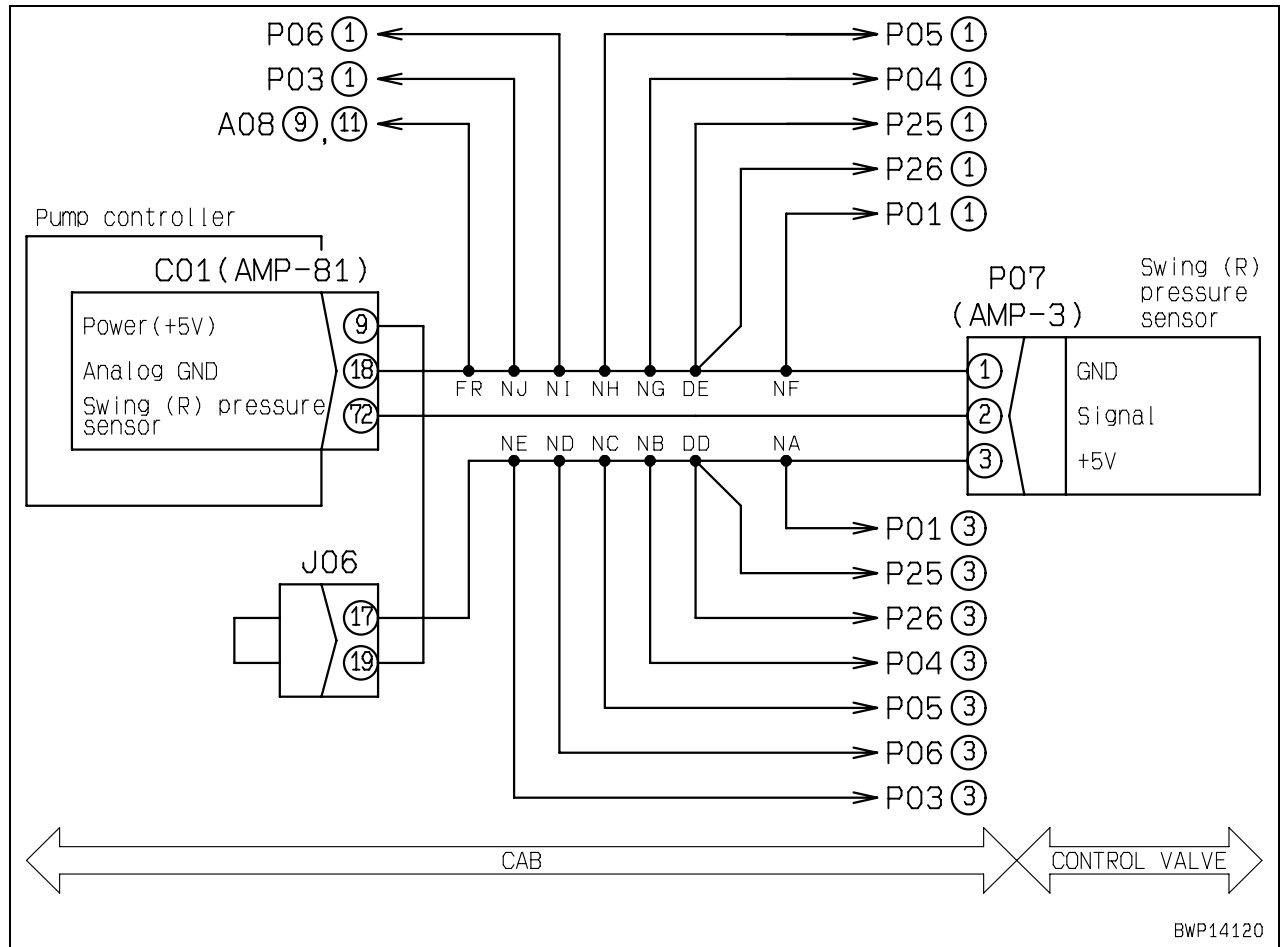 P06 ①
P03 ①
A08 ⑨, ⑪
P05 ①
P04 ①
P25 ①
P26 ①
P01 ①
Pump controller
C01(AMP-81)
Power(+5V) ⑨
Analog GND ⑱
Swing (R) pressure
sensor
㊆㊁
FR NJ NI NH NG DE NF
NE ND NC NB DD NA
P07
(AMP-3)
Swing (R)
pressure
sensor
① GND
② Signal
③ +5V
J06
⑰
⑲
P01 ③
P25 ③
P26 ③
P04 ③
P05 ③
P06 ③
P03 ③
CAB
CONTROL VALVE
BWP14120